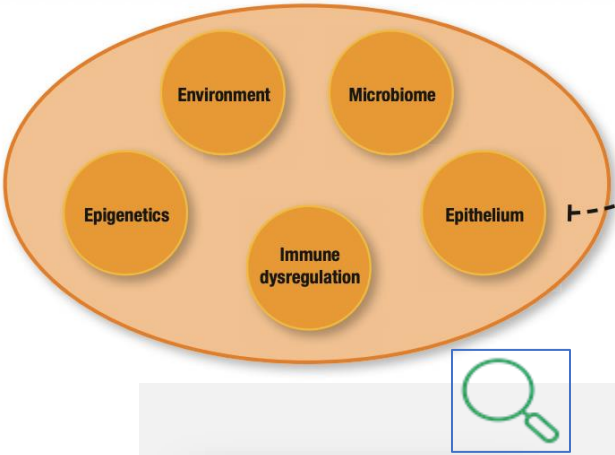 Environment
Microbiome
Epigenetics
Epithelium
Immune
dysregulation